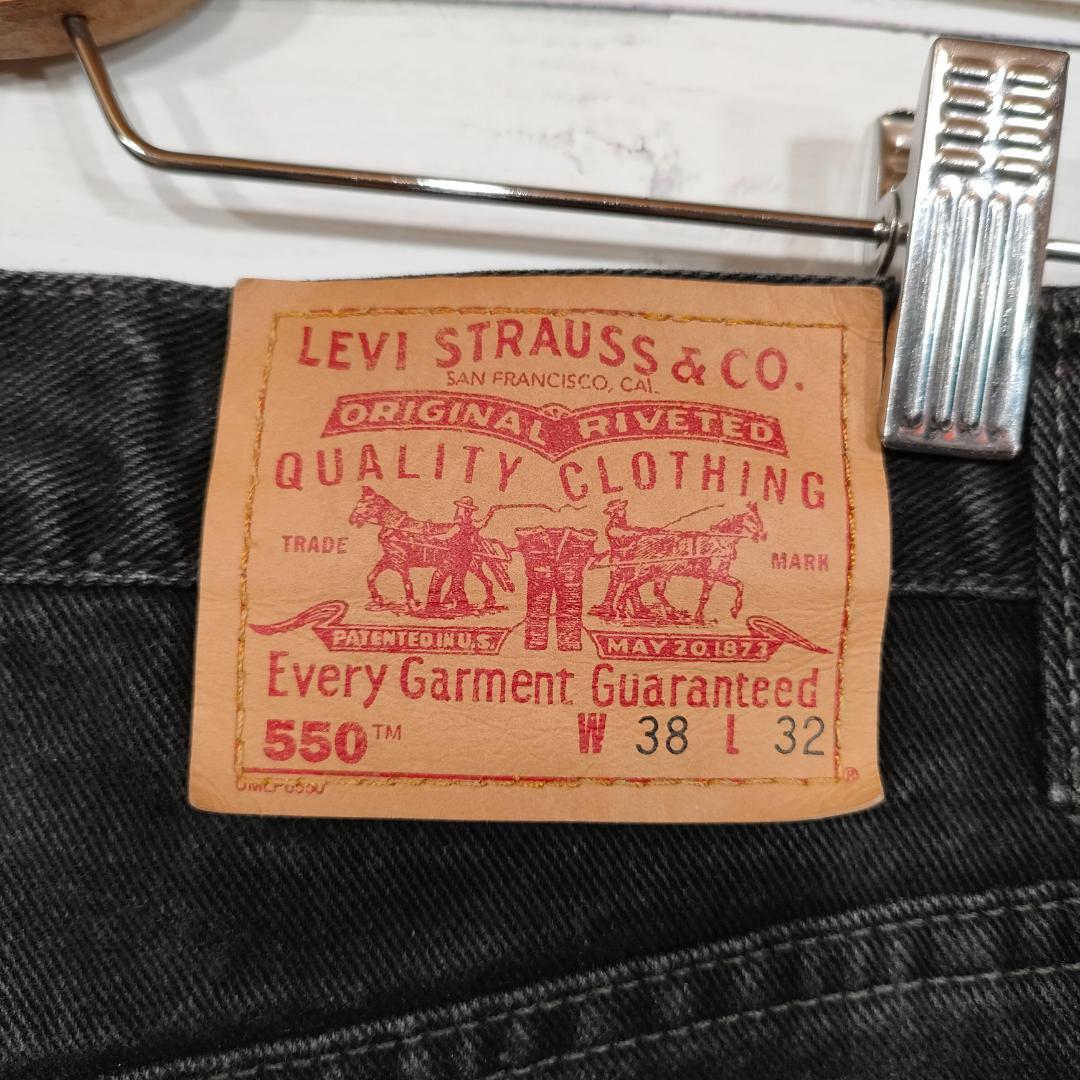 LEVI STRAUSS & CO.
SAN FRANCISCO, CAL.
ORIGINAL RIVETED
QUALITY CLOTHING
TRADE MARK
PATENTED IN U.S. MAY 20, 1873
Every Garment Guaranteed
550™ W 38 L 32
®